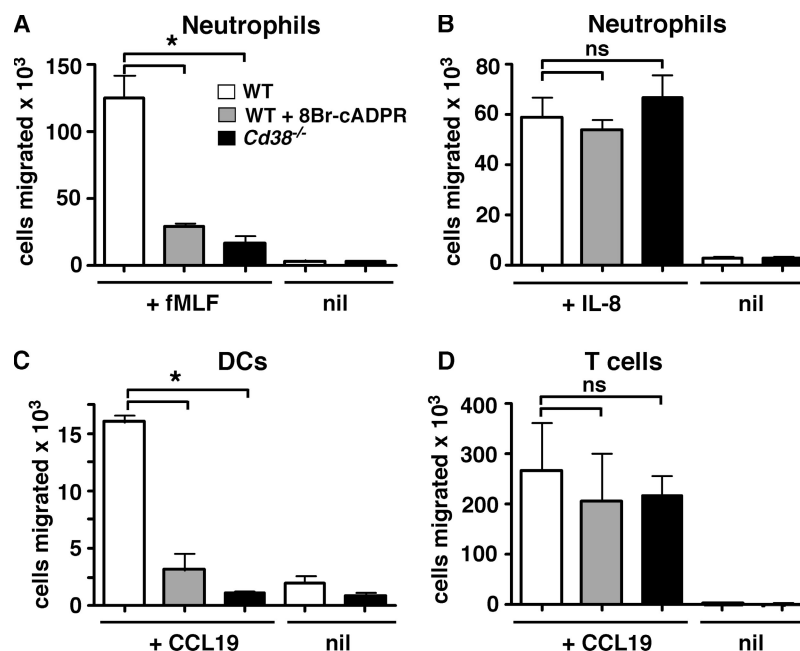 A Neutrophils
*
cells migrated x 10³
150
100
50
0
WT
WT + 8Br-cADPR
Cd38-/-
+ fMLF nil
B Neutrophils
ns
cells migrated x 10³
80
60
40
20
0
+ IL-8 nil
C DCs
*
cells migrated x 10³
15
10
5
0
+ CCL19 nil
D T cells
ns
cells migrated x 10³
400
300
200
100
0
+ CCL19 nil